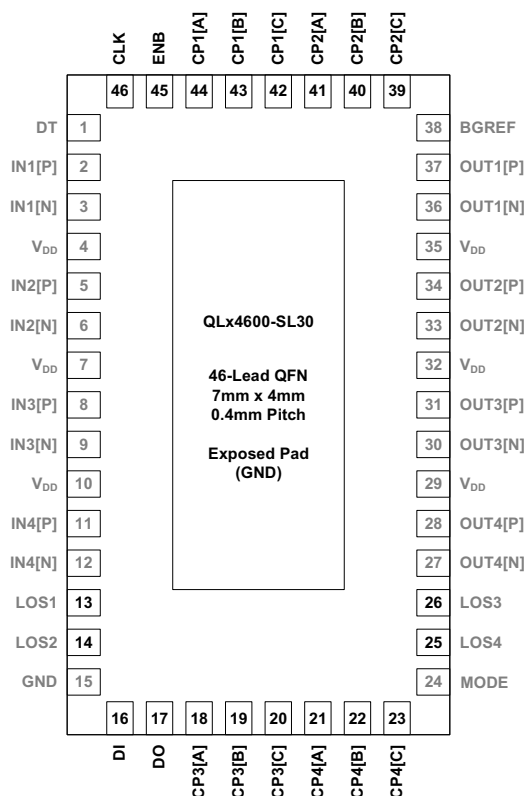 CLK ENB CP1[A] CP1[B] CP1[C] CP2[A] CP2[B] CP2[C]
46 45 44 43 42 41 40 39
DT 1 38 BGREF
IN1[P] 2 37 OUT1[P]
IN1[N] 3 36 OUT1[N]
VDD 4 35 VDD
IN2[P] 5 34 OUT2[P]
IN2[N] 6 33 OUT2[N]
VDD 7 32 VDD
IN3[P] 8 31 OUT3[P]
IN3[N] 9 30 OUT3[N]
VDD 10 29 VDD
IN4[P] 11 28 OUT4[P]
IN4[N] 12 27 OUT4[N]
LOS1 13 26 LOS3
LOS2 14 25 LOS4
GND 15 24 MODE
QLx4600-SL30
46-Lead QFN
7mm x 4mm
0.4mm Pitch
Exposed Pad
(GND)
16 17 18 19 20 21 22 23
DI DO CP3[A] CP3[B] CP3[C] CP4[A] CP4[B] CP4[C]